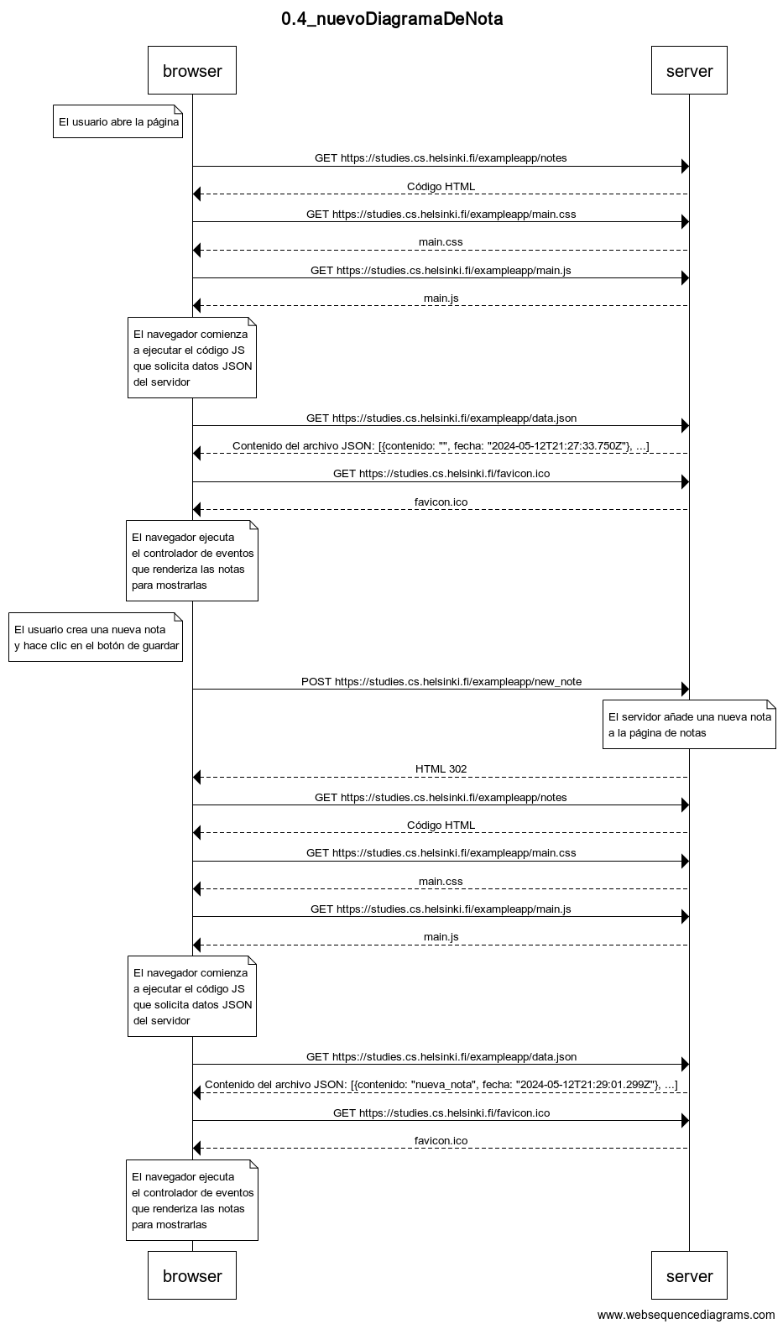 0.4_nuevoDiagramaDeNota
browser
server
El usuario abre la página
GET https://studies.cs.helsinki.fi/exampleapp/notes
Código HTML
GET https://studies.cs.helsinki.fi/exampleapp/main.css
main.css
GET https://studies.cs.helsinki.fi/exampleapp/main.js
main.js
El navegador comienza
a ejecutar el código JS
que solicita datos JSON
del servidor
GET https://studies.cs.helsinki.fi/exampleapp/data.json
Contenido del archivo JSON: [{contenido: "", fecha: "2024-05-12T21:27:33.750Z"}, ...]
GET https://studies.cs.helsinki.fi/favicon.ico
favicon.ico
El navegador ejecuta
el controlador de eventos
que renderiza las notas
para mostrarlas
El usuario crea una nueva nota
y hace clic en el botón de guardar
POST https://studies.cs.helsinki.fi/exampleapp/new_note
El servidor añade una nueva nota
a la página de notas
HTML 302
GET https://studies.cs.helsinki.fi/exampleapp/notes
Código HTML
GET https://studies.cs.helsinki.fi/exampleapp/main.css
main.css
GET https://studies.cs.helsinki.fi/exampleapp/main.js
main.js
El navegador comienza
a ejecutar el código JS
que solicita datos JSON
del servidor
GET https://studies.cs.helsinki.fi/exampleapp/data.json
Contenido del archivo JSON: [{contenido: "nueva_nota", fecha: "2024-05-12T21:29:01.299Z"}, ...]
GET https://studies.cs.helsinki.fi/favicon.ico
favicon.ico
El navegador ejecuta
el controlador de eventos
que renderiza las notas
para mostrarlas
browser
server
www.websequencediagrams.com